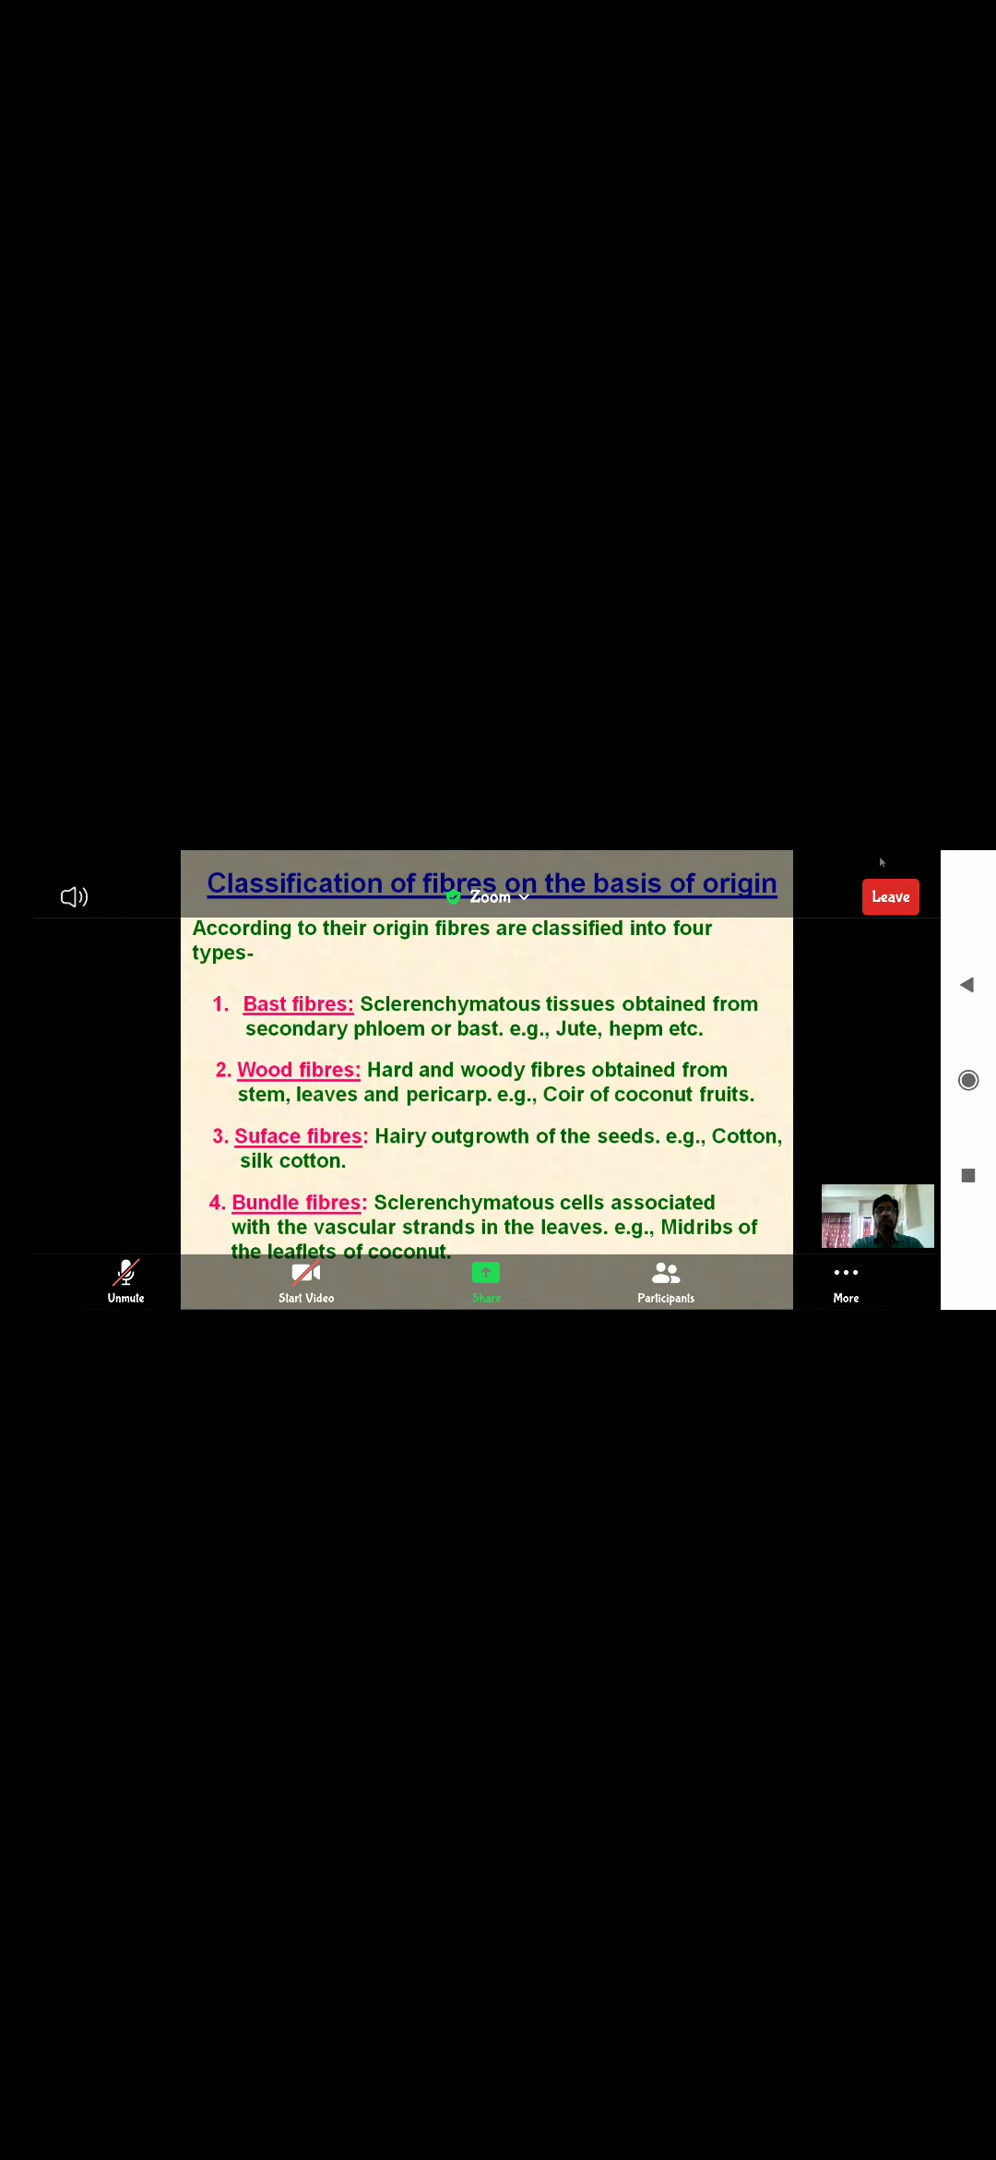 Classification of fibres on the basis of origin
Zoom
Leave
According to their origin fibres are classified into four
types-
1. Bast fibres: Sclerenchymatous tissues obtained from
secondary phloem or bast. e.g., Jute, hepm etc.
2. Wood fibres: Hard and woody fibres obtained from
stem, leaves and pericarp. e.g., Coir of coconut fruits.
3. Suface fibres: Hairy outgrowth of the seeds. e.g., Cotton,
silk cotton.
4. Bundle fibres: Sclerenchymatous cells associated
with the vascular strands in the leaves. e.g., Midribs of
the leaflets of coconut.
Unmute
Start Video
Share
Participants
More